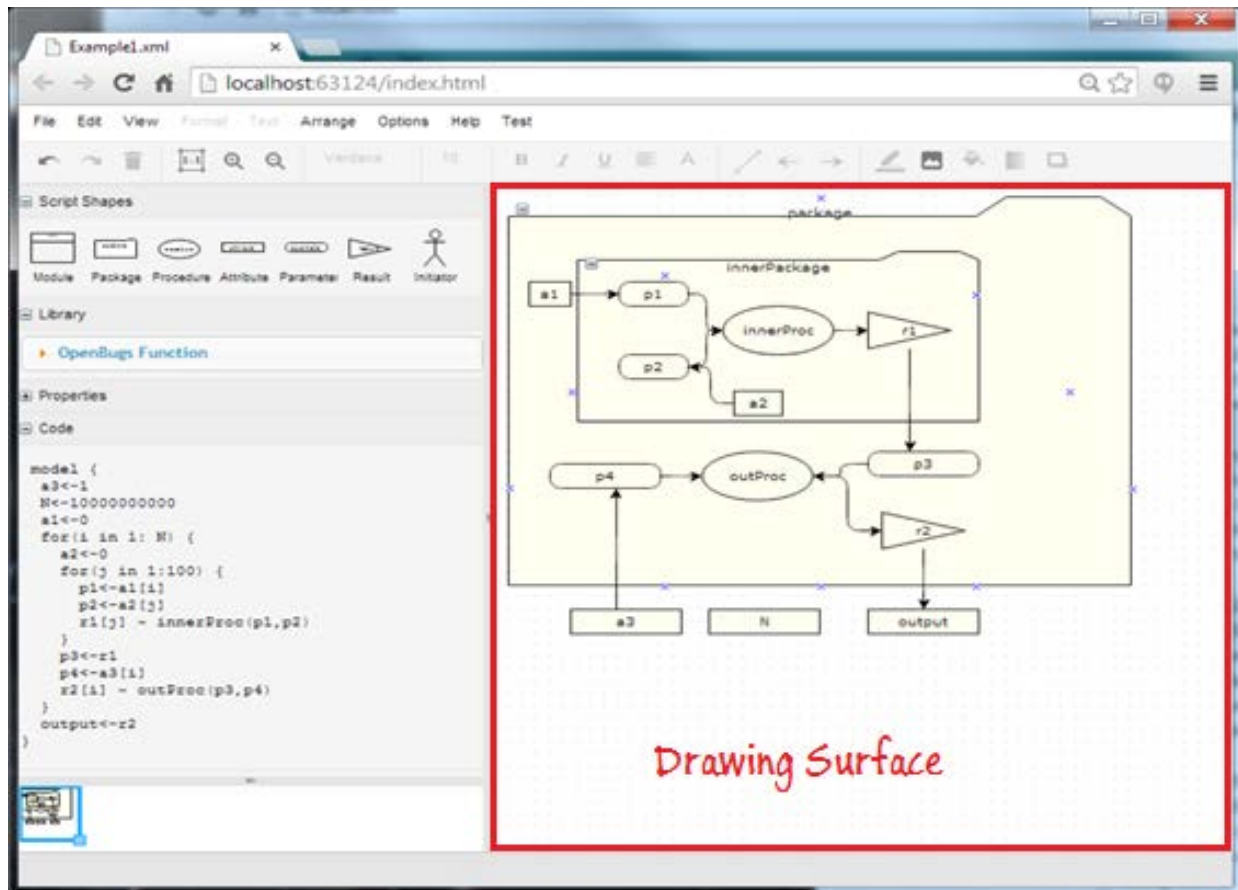 Example1.xml
localhost:63124/index.html
File Edit View Format Text Arrange Options Help Test
Verdana 10 B I U A
Script Shapes
Module Package Procedure Attribute Parameter Result Initiator
Library
OpenBugs Function
Properties
Code
model {
a3<-1
N<-10000000000
a1<-0
for(i in 1: N) {
a2<-0
for(j in 1:100) {
p1<-a1[i]
p2<-a2[j]
r1[j] ~ innerProc(p1,p2)
}
p3<-r1
p4<-a3[i]
r2[i] ~ outProc(p3,p4)
}
output<-r2
}
package
innerPackage
a1
p1
innerProc
r1
p2
a2
p4
outProc
p3
r2
a3
N
output
Drawing Surface